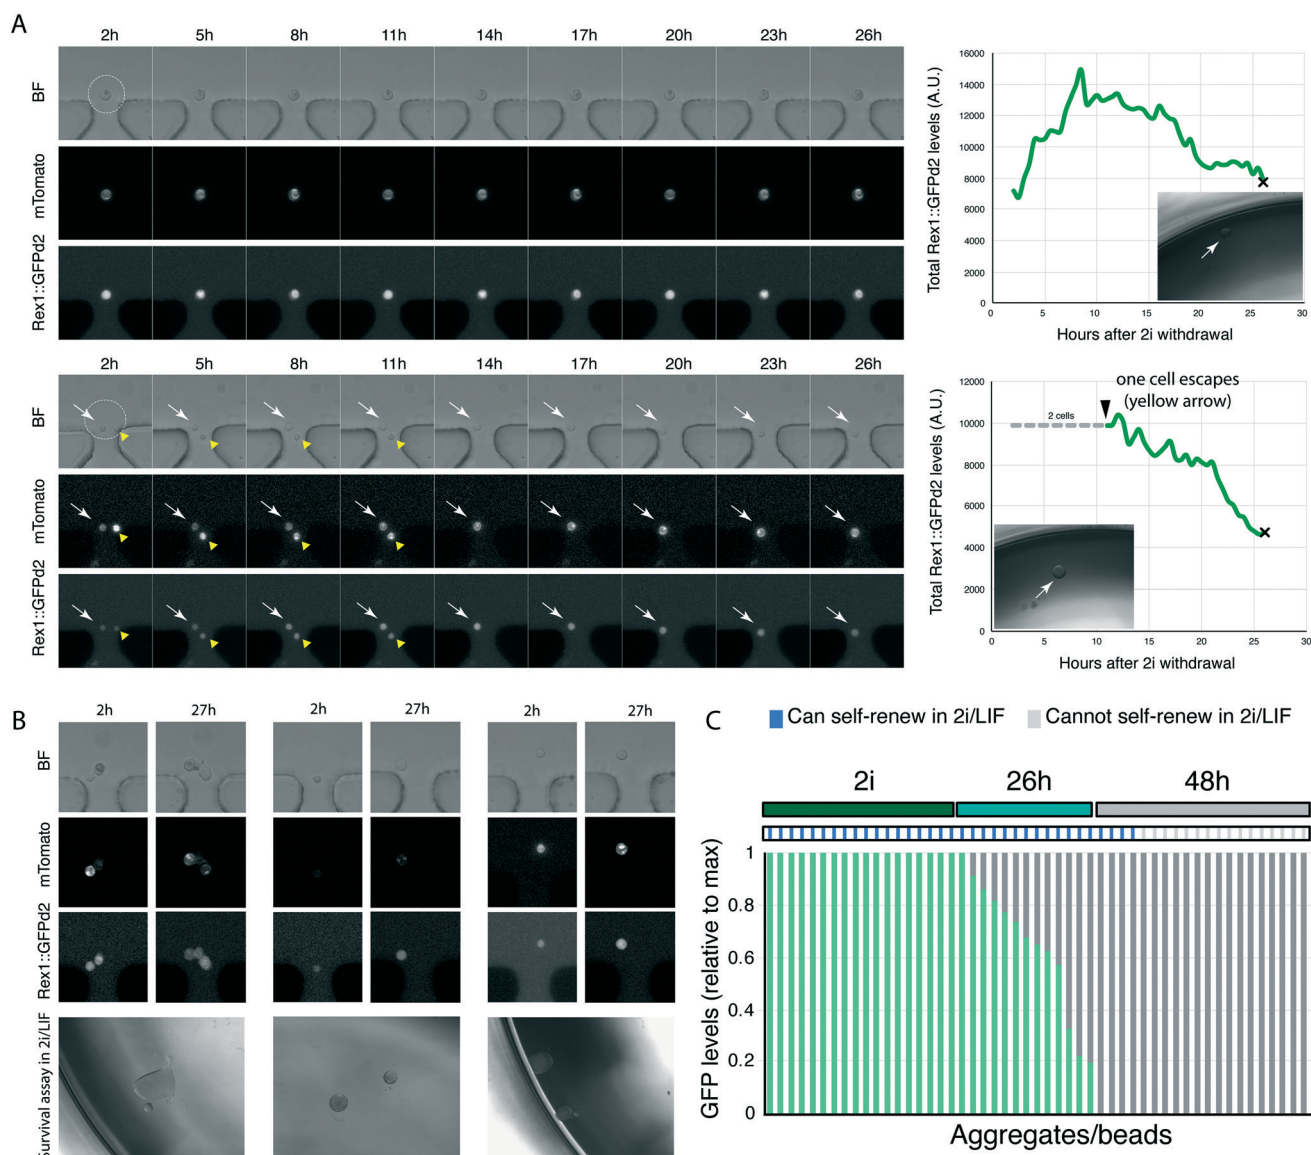 A
2h 5h 8h 11h 14h 17h 20h 23h 26h
BF
mTomato
Rex1::GFPd2
16000
14000
12000
10000
8000
6000
4000
2000
0
0 5 10 15 20 25 30
Total Rex1::GFPd2 levels (A.U.)
Hours after 2i withdrawal
2h 5h 8h 11h 14h 17h 20h 23h 26h
BF
mTomato
Rex1::GFPd2
one cell escapes
(yellow arrow)
2 cells
12000
10000
8000
6000
4000
2000
0
0 5 10 15 20 25 30
Total Rex1::GFPd2 levels (A.U.)
Hours after 2i withdrawal
B
2h 27h 2h 27h 2h 27h
BF
mTomato
Rex1::GFPd2
Survival assay in 2i/LIF
C
Can self-renew in 2i/LIF Cannot self-renew in 2i/LIF
2i 26h 48h
1
0.8
0.6
0.4
0.2
0
GFP levels (relative to max)
Aggregates/beads